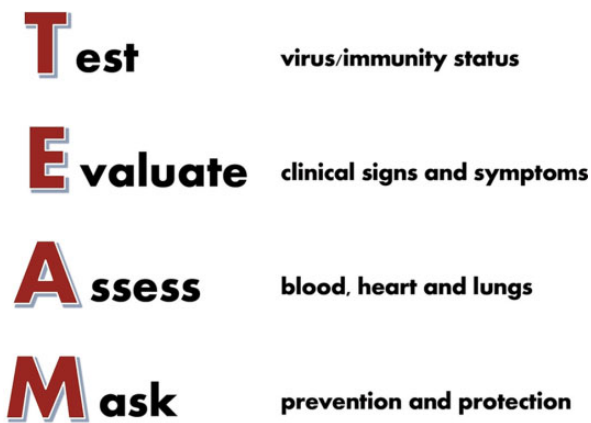 Test virus/immunity status
Evaluate clinical signs and symptoms
Assess blood, heart and lungs
Mask prevention and protection